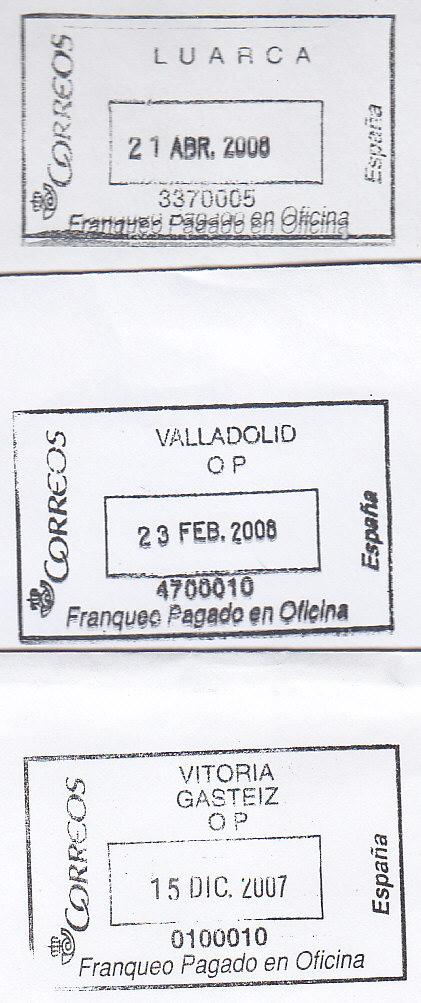 CORREOS
LUARCA
21 ABR. 2008
3370005
Franqueo Pagado en Oficina
España
CORREOS
VALLADOLID
OP
23 FEB. 2008
4700010
Franqueo Pagado en Oficina
España
CORREOS
VITORIA
GASTEIZ
OP
15 DIC. 2007
0100010
Franqueo Pagado en Oficina
España